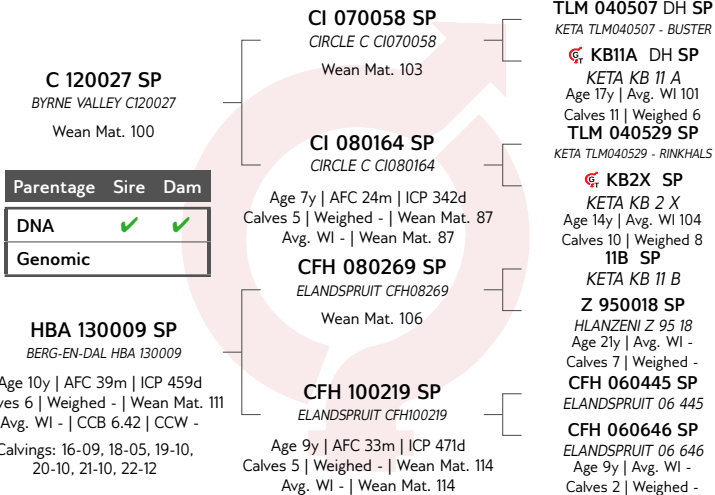 C 120027 SP
BYRNE VALLEY C120027
Wean Mat. 100
Parentage Sire Dam
DNA ✔ ✔
Genomic
HBA 130009 SP
BERG-EN-DAL HBA 130009
Age 10y | AFC 39m | ICP 459d
ves 6 | Weighed - | Wean Mat. 111
Avg. WI - | CCB 6.42 | CCW -
Calvings: 16-09, 18-05, 19-10,
20-10, 21-10, 22-12
CI 070058 SP
CIRCLE C CI070058
Wean Mat. 103
CI 080164 SP
CIRCLE C CI080164
Age 7y | AFC 24m | ICP 342d
Calves 5 | Weighed - | Wean Mat. 87
Avg. WI - | Wean Mat. 87
CFH 080269 SP
ELANDSPRUIT CFH08269
Wean Mat. 106
CFH 100219 SP
ELANDSPRUIT CFH100219
Age 9y | AFC 33m | ICP 471d
Calves 5 | Weighed - | Wean Mat. 114
Avg. WI - | Wean Mat. 114
TLM 040507 DH SP
KETA TLM040507 - BUSTER
KB11A DH SP
KETA KB 11 A
Age 17y | Avg. WI 101
Calves 11 | Weighed 6
TLM 040529 SP
KETA TLM040529 - RINKHALS
KB2X SP
KETA KB 2 X
Age 14y | Avg. WI 104
Calves 10 | Weighed 8
11B SP
KETA KB 11 B
Z 950018 SP
HLANZENI Z 95 18
Age 21y | Avg. WI -
Calves 7 | Weighed -
CFH 060445 SP
ELANDSPRUIT 06 445
CFH 060646 SP
ELANDSPRUIT 06 646
Age 9y | Avg. WI -
Calves 2 | Weighed -